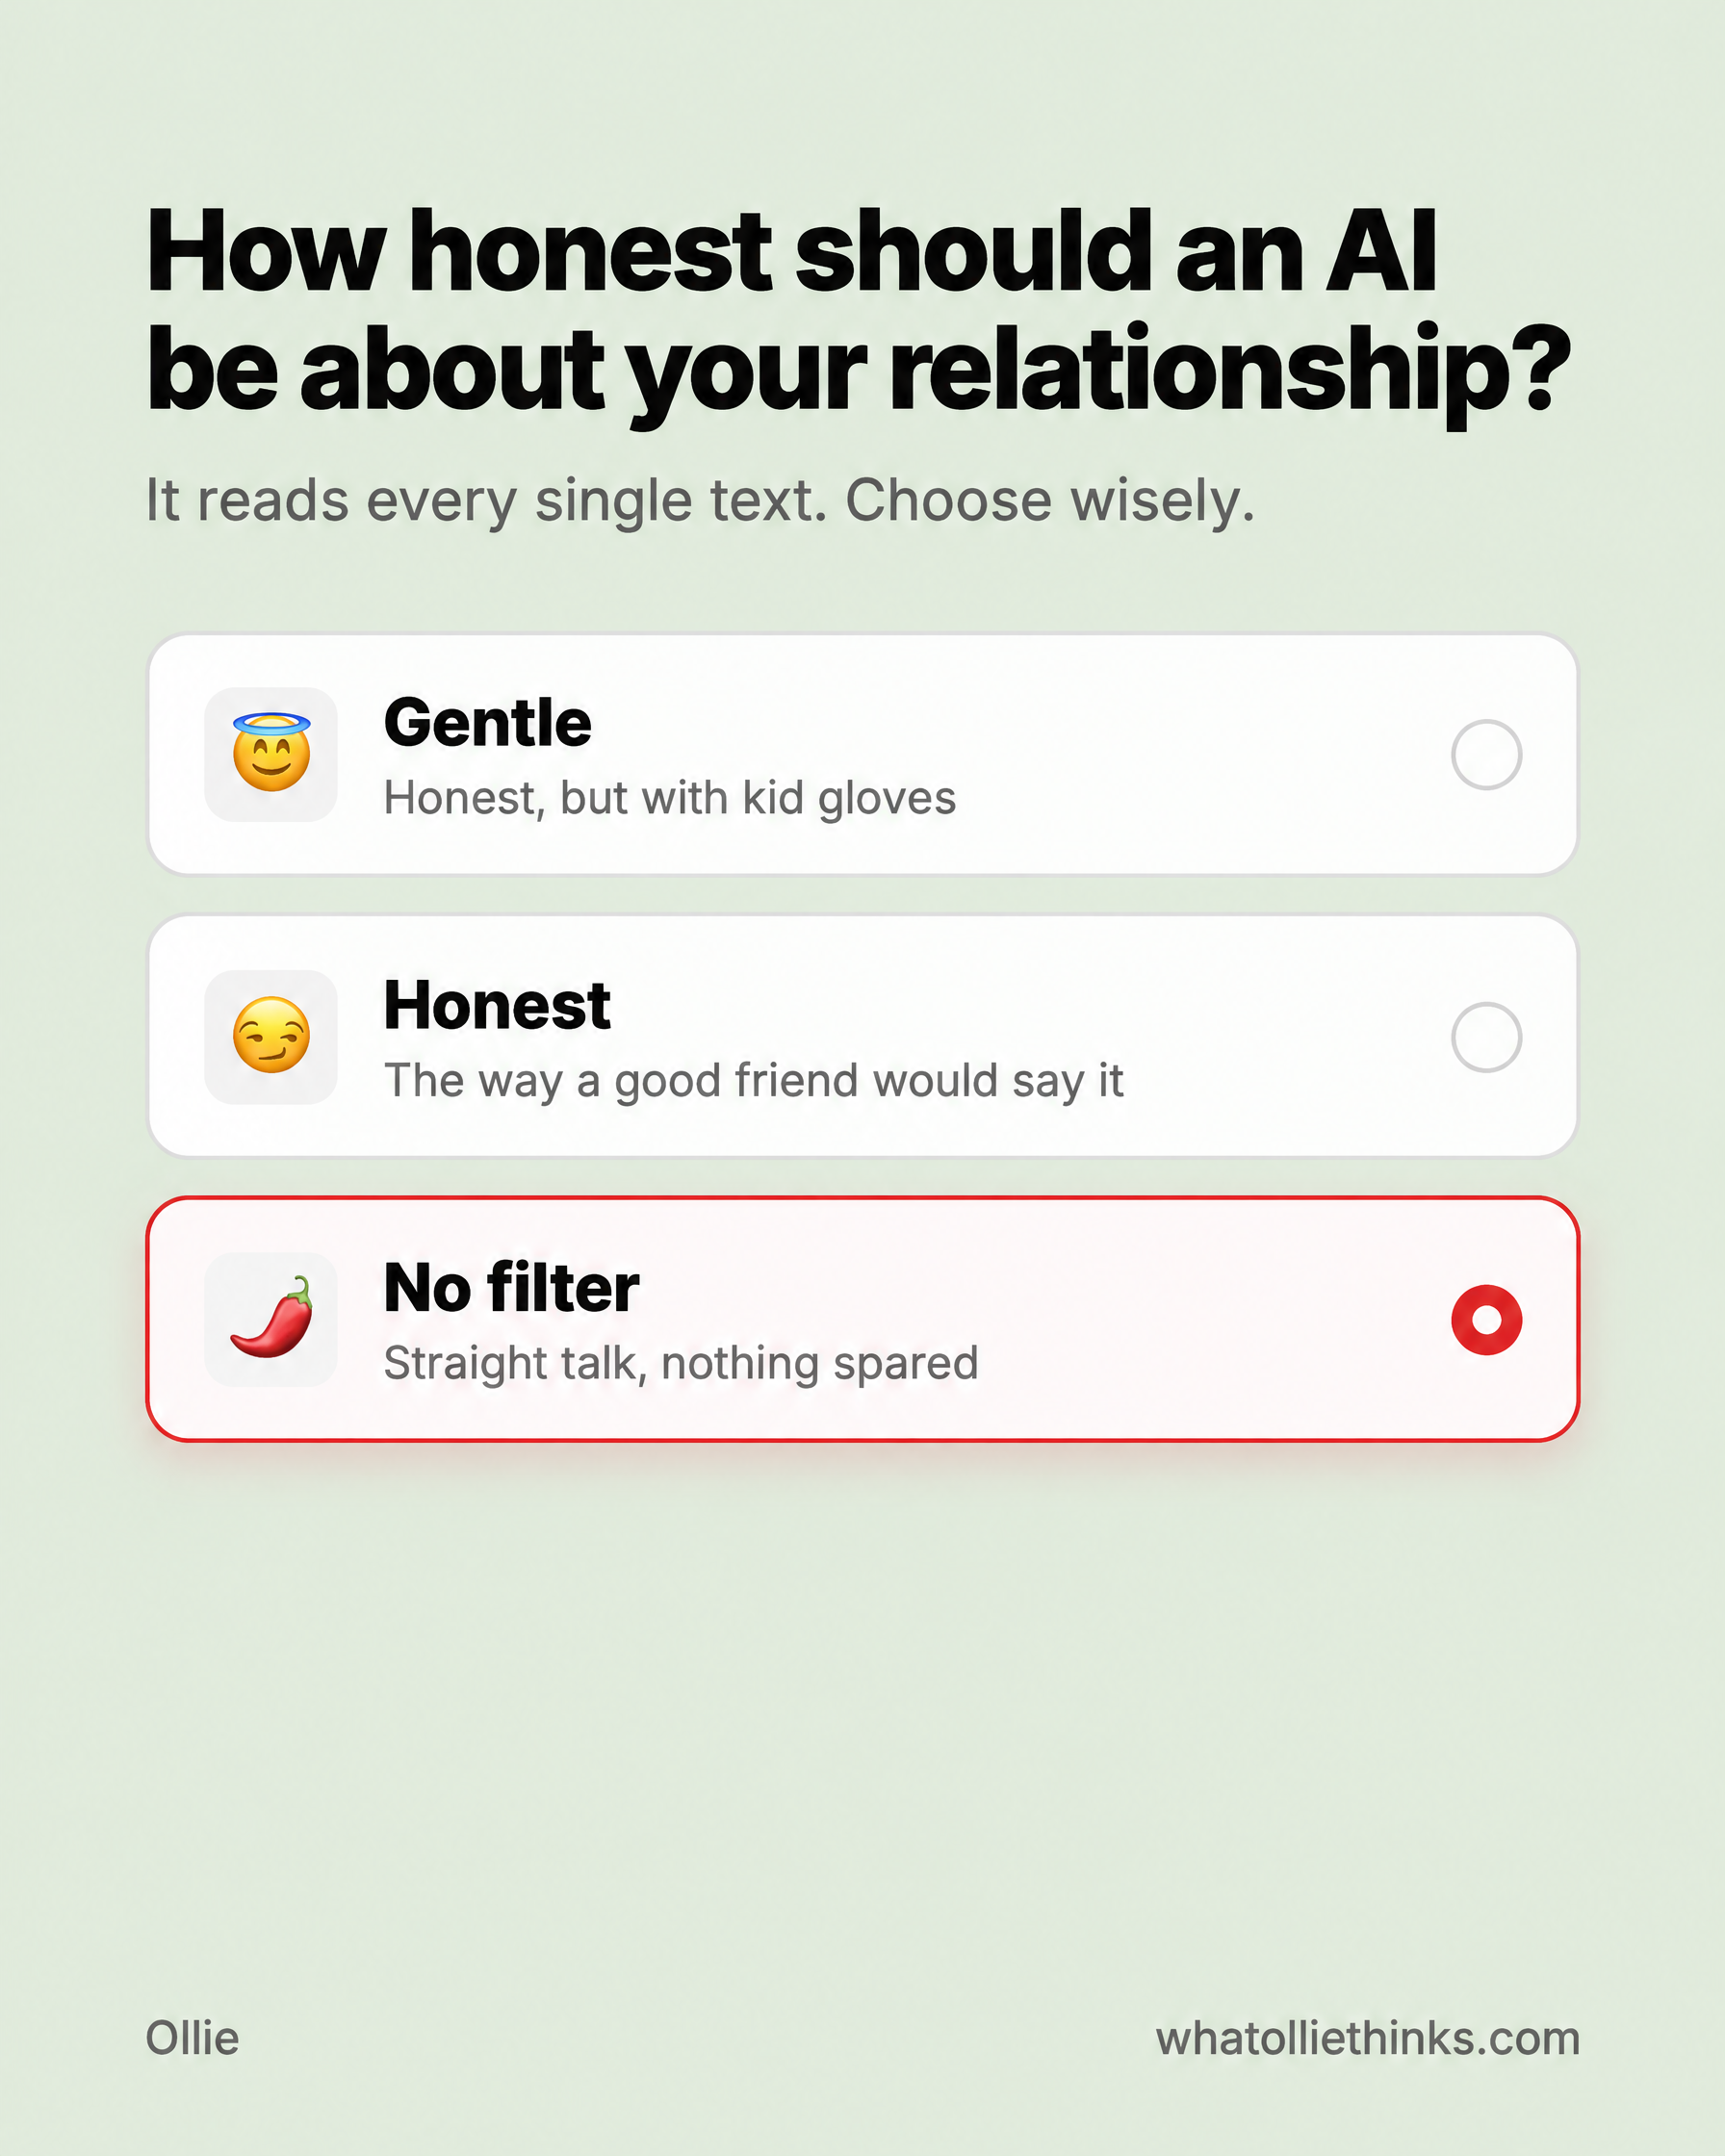 How honest should an AI
be about your relationship?
It reads every single text. Choose wisely.
Gentle
Honest, but with kid gloves
Honest
The way a good friend would say it
No filter
Straight talk, nothing spared
Ollie
whatolliethinks.com